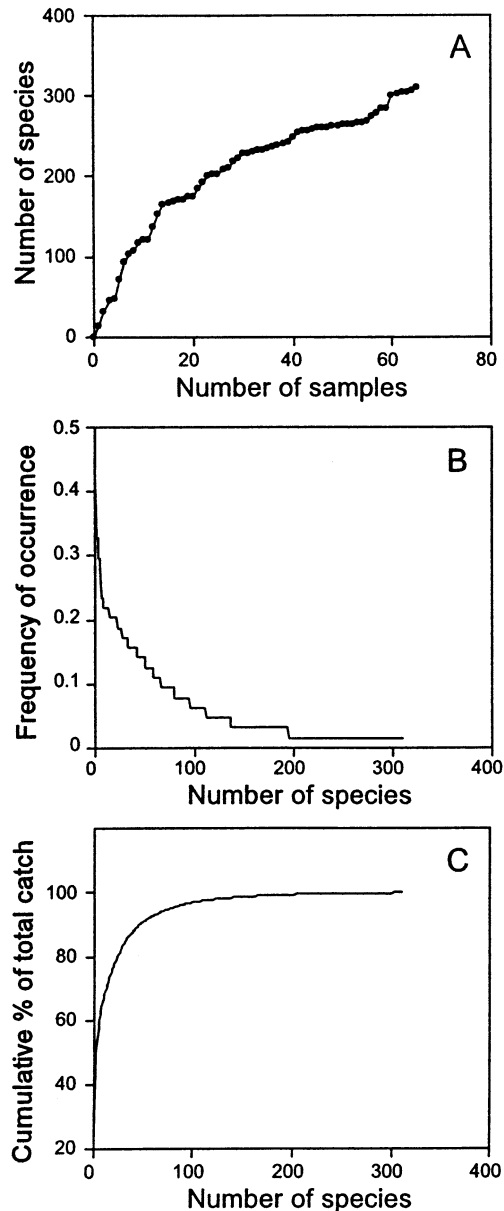 400
A
300
200
100
0
Number of species
0 20 40 60 80
Number of samples
0.5
B
0.4
0.3
0.2
0.1
0
Frequency of occurrence
0 100 200 300 400
Number of species
C
100
80
60
40
20
Cumulative % of total catch
0 100 200 300 400
Number of species